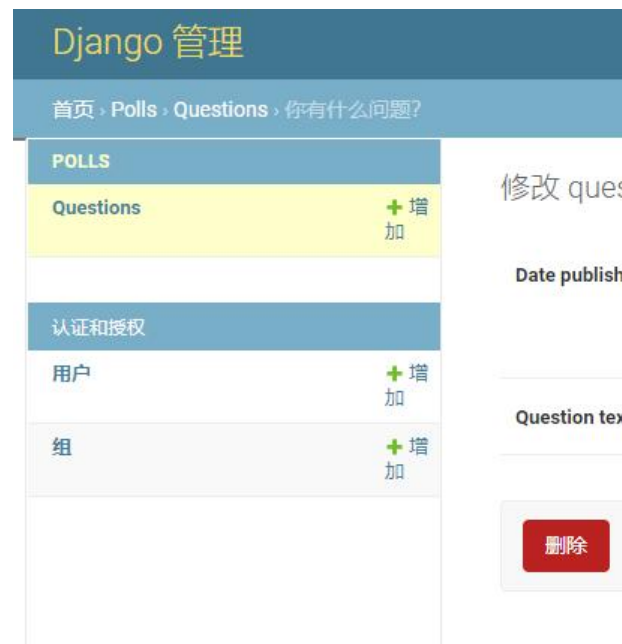 Django 管理
首页 › Polls › Questions › 你有什么问题?
POLLS
Questions
增
加
认证和授权
用户
增
加
组
增
加
修改 ques
Date publish
Question tex
删除